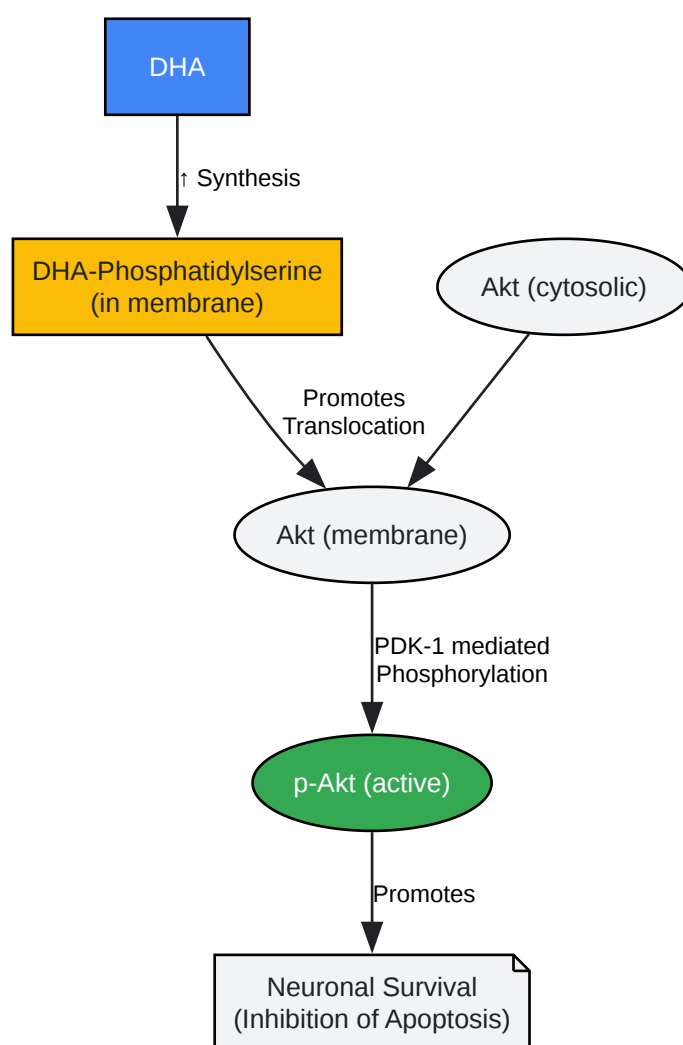 DHA
↑ Synthesis
DHA-Phosphatidylserine
(in membrane)
Akt (cytosolic)
Promotes
Translocation
Akt (membrane)
PDK-1 mediated
Phosphorylation
p-Akt (active)
Promotes
Neuronal Survival
(Inhibition of Apoptosis)